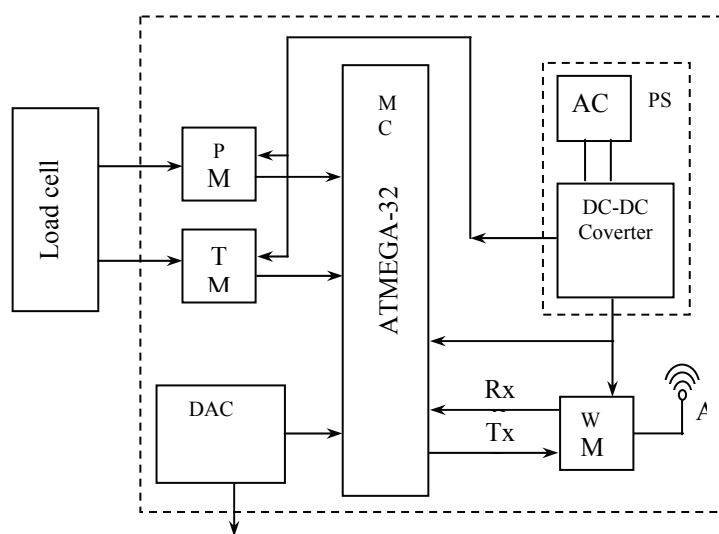 Load cell
P
M
T
M
DAC
M
C
ATMEGA-32
AC
PS
DC-DC
Coverter
Rx
Tx
W
M
A